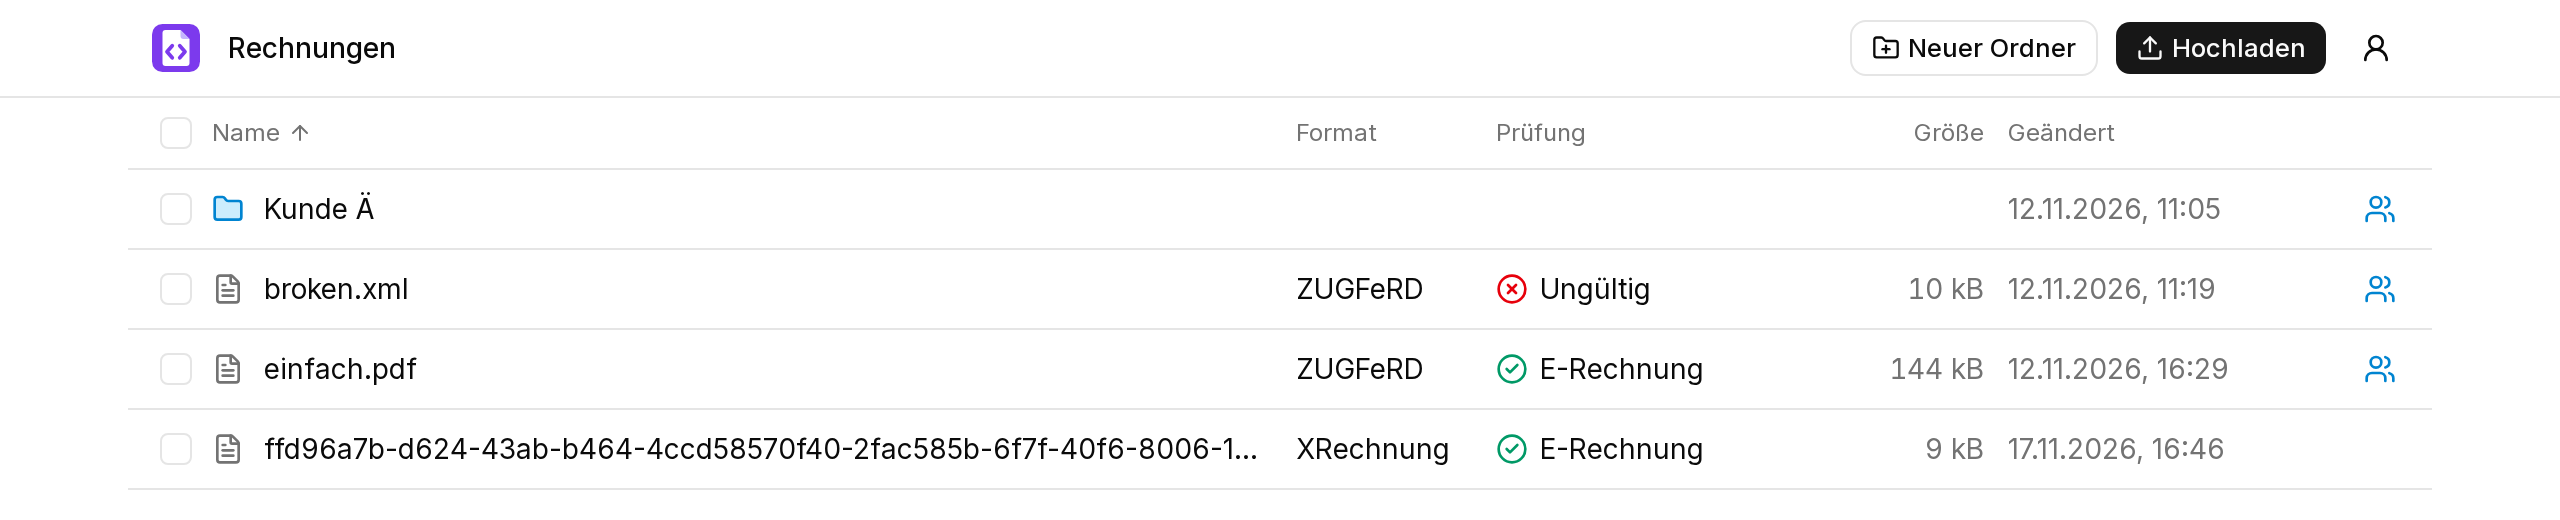 Rechnungen Neuer Ordner Hochladen
Name ↑ Format Prüfung Größe Geändert
Kunde Ä 12.11.2026, 11:05
broken.xml ZUGFeRD Ungültig 10 kB 12.11.2026, 11:19
einfach.pdf ZUGFeRD E-Rechnung 144 kB 12.11.2026, 16:29
ffd96a7b-d624-43ab-b464-4ccd58570f40-2fac585b-6f7f-40f6-8006-1... XRechnung E-Rechnung 9 kB 17.11.2026, 16:46